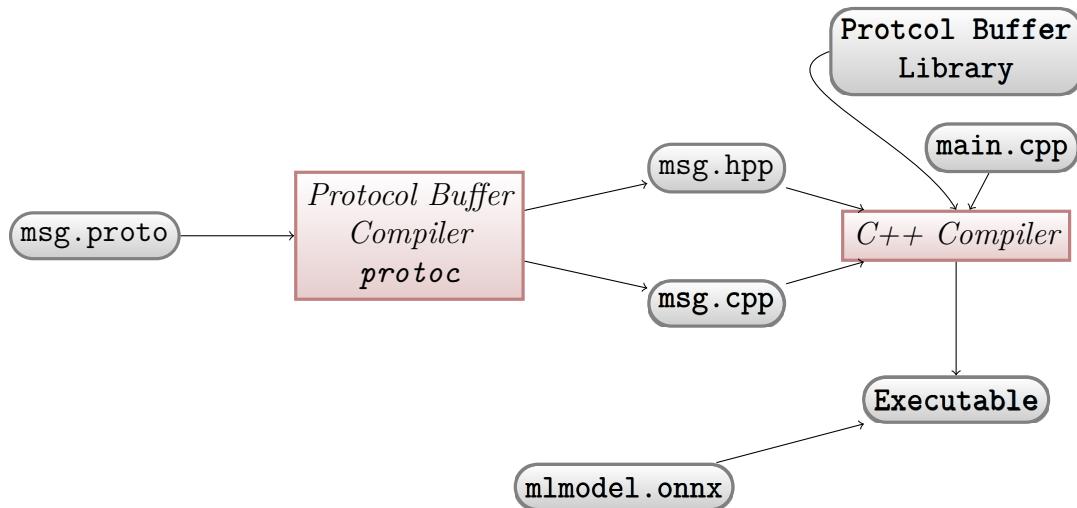 Protcol Buffer
Library
main.cpp
msg.hpp
Protocol Buffer
Compiler
protoc
msg.proto
C++ Compiler
msg.cpp
Executable
mlmodel.onnx